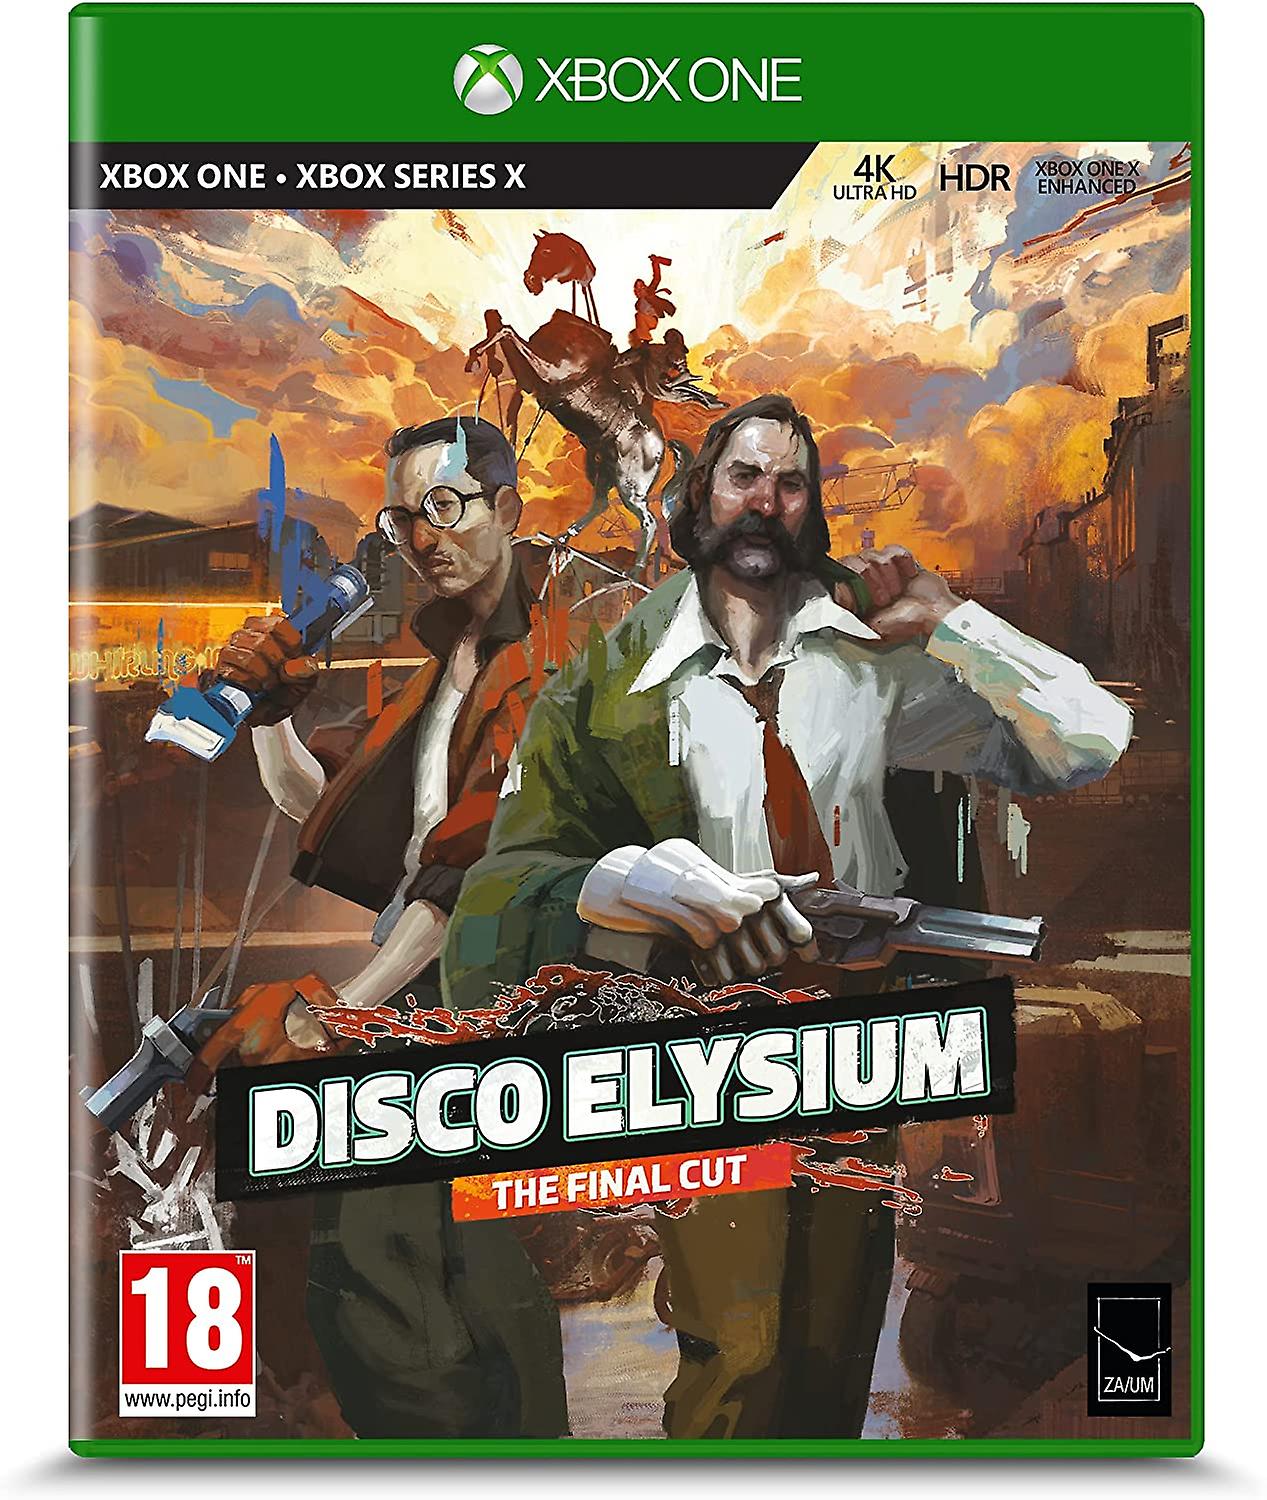 XBOX ONE
XBOX ONE • XBOX SERIES X
4K
ULTRA HD
HDR
XBOX ONE X
ENHANCED
DISCO ELYSIUM
THE FINAL CUT
18™
www.pegi.info
ZA/UM